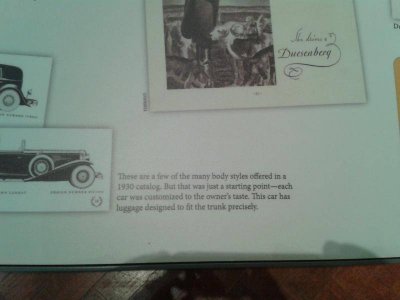 She drives a
Duesenberg
These are a few of the many body styles offered in a
1930 catalog. But that was just a starting point—each
car was customized to the owner's taste. This car has
luggage designed to fit the trunk precisely.